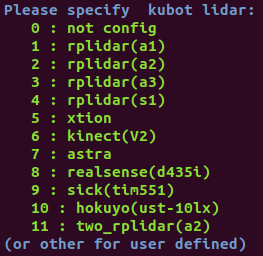 Please specify  kubot lidar:
0 : not config
1 : rplidar(a1)
2 : rplidar(a2)
3 : rplidar(a3)
4 : rplidar(s1)
5 : xtion
6 : kinect(V2)
7 : astra
8 : realsense(d435i)
9 : sick(tim551)
10 : hokuyo(ust-10lx)
11 : two_rplidar(a2)
(or other for user defined)